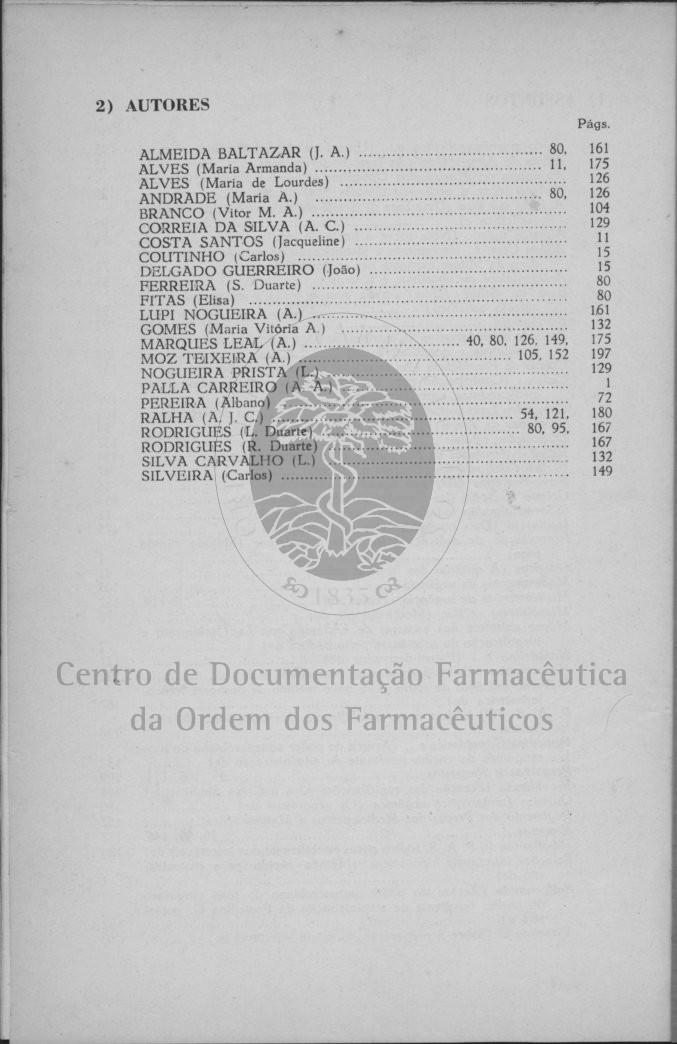 2) AUTORES
Págs.
ALMEIDA BALTAZAR (J. A.) ........ 80, 161
ALVES (Maria Armanda) ........ 11, 175
ALVES (Maria de Lourdes) ........ 126
ANDRADE (Maria A.) ........ 80, 126
BRANCO (Vitor M. A.) ........ 104
CORREIA DA SILVA (A. C.) ........ 129
COSTA SANTOS (Jacqueline) ........ 11
COUTINHO (Carlos) ........ 15
DELGADO GUERREIRO (João) ........ 15
FERREIRA (S. Duarte) ........ 80
FITAS (Elisa) ........ 80
LUPI NOGUEIRA (A.) ........ 161
GOMES (Maria Vitória A.) ........ 132
MARQUES LEAL (A.) ........ 40, 80, 126, 149, 175
MOZ TEIXEIRA (A.) ........ 105, 152 197
NOGUEIRA PRISTA (L.) ........ 129
PALLA CARREIRO (A. A.) ........ 1
PEREIRA (Albano) ........ 72
RALHA (A. J. C.) ........ 54, 121, 180
RODRIGUES (L. Duarte) ........ 80, 95, 167
RODRIGUES (R. Duarte) ........ 167
SILVA CARVALHO (L.) ........ 132
SILVEIRA (Carlos) ........ 149
1835
Centro de Documentação Farmacêutica
da Ordem dos Farmacêuticos